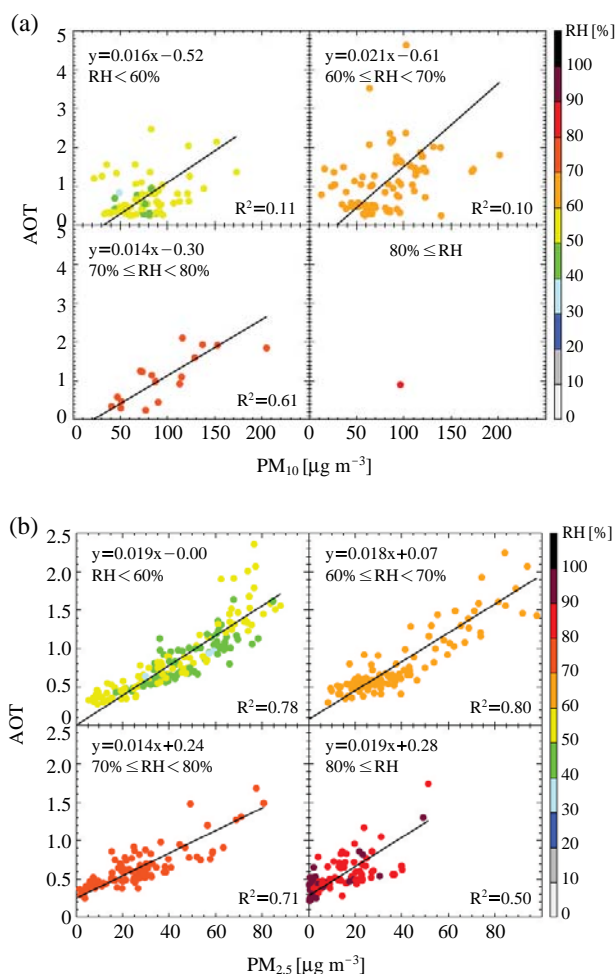 (a)
RH [%]
y=0.016x−0.52
RH<60%
R²=0.11
y=0.021x−0.61
60%≤RH<70%
R²=0.10
y=0.014x−0.30
70%≤RH<80%
R²=0.61
80%≤RH
AOT
5
4
3
2
1
0
5
4
3
2
1
0
0 50 100 150 200
0 50 100 150 200
PM₁₀ [µg m⁻³]
100
90
80
70
60
50
40
30
20
10
0
(b)
RH [%]
y=0.019x−0.00
RH<60%
R²=0.78
y=0.018x+0.07
60%≤RH<70%
R²=0.80
y=0.014x+0.24
70%≤RH<80%
R²=0.71
y=0.019x+0.28
80%≤RH
R²=0.50
AOT
2.5
2.0
1.5
1.0
0.5
0
2.5
2.0
1.5
1.0
0.5
0
0 20 40 60 80
0 20 40 60 80
PM₂.₅ [µg m⁻³]
100
90
80
70
60
50
40
30
20
10
0